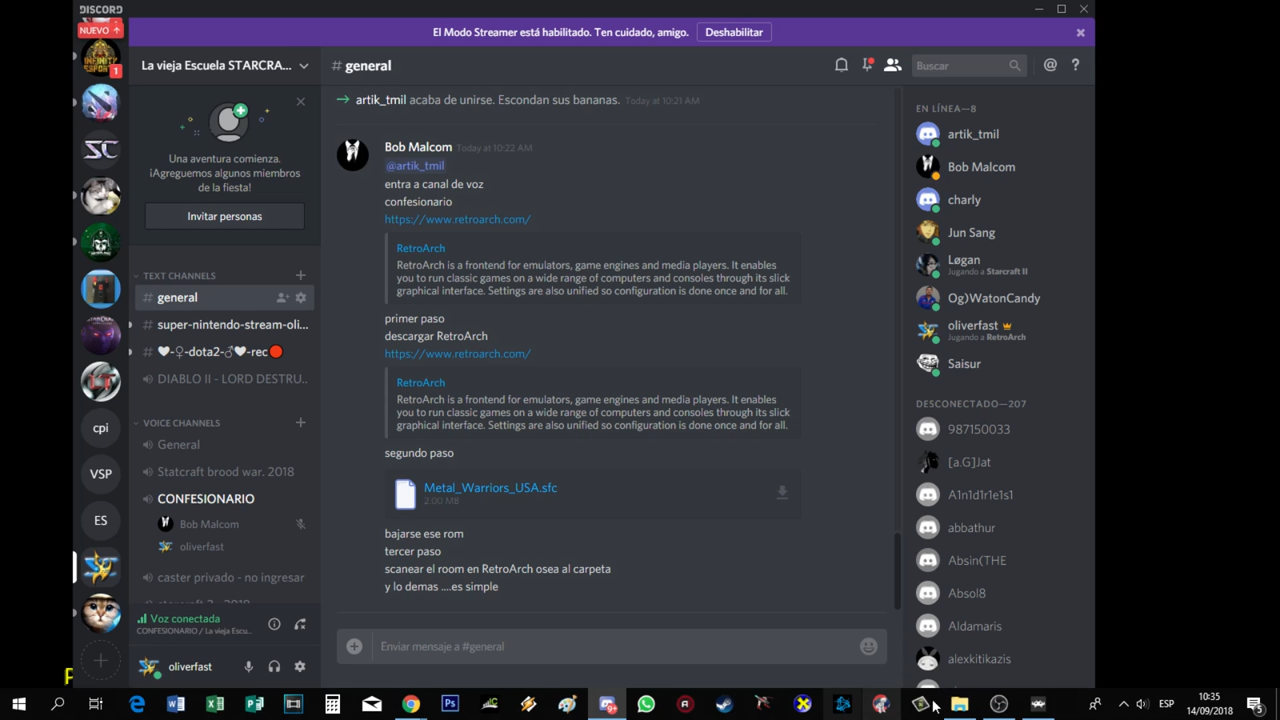 DISCORD
NUEVO ↑
El Modo Streamer está habilitado. Ten cuidado, amigo.
Deshabilitar
La vieja Escuela STARCRA...
# general
Buscar
Una aventura comienza.
¡Agreguemos algunos
miembros de la fiesta!
Invitar personas
TEXT CHANNELS
# general
# super-nintendo-stream-oli...
# 🤍-♀-dota2-♂🤍-rec🔴
DIABLO II - LORD DESTRU...
VOICE CHANNELS
General
Statcraft brood war. 2018
CONFESIONARIO
Bob Malcom
oliverfast
caster privado - no ingresar
Voz conectada
CONFESIONARIO / La vieja Escu...
oliverfast
INFINITY
1
SC
cpi
VSP
ES
artik_tmil acaba de unirse. Escondan sus bananas. Today at 10:21 AM
Bob Malcom Today at 10:22 AM
@artik_tmil
entra a canal de voz
confesionario
https://www.retroarch.com/
RetroArch
RetroArch is a frontend for emulators, game engines and media players. It enables
you to run classic games on a wide range of computers and consoles through its slick
graphical interface. Settings are also unified so configuration is done once and for all.
primer paso
descargar RetroArch
https://www.retroarch.com/
RetroArch
RetroArch is a frontend for emulators, game engines and media players. It enables
you to run classic games on a wide range of computers and consoles through its slick
graphical interface. Settings are also unified so configuration is done once and for all.
segundo paso
Metal_Warriors_USA.sfc
2.00 MB
bajarse ese rom
tercer paso
scanear el room en RetroArch osea al carpeta
y lo demas ....es simple
Enviar mensaje a #general
EN LÍNEA—8
artik_tmil
Bob Malcom
charly
Jun Sang
Løgan
Jugando a Starcraft II
Og)WatonCandy
oliverfast
Jugando a RetroArch
Saisur
DESCONECTADO—207
987150033
[a.G]Jat
A1n1d1r1e1s1
abbathur
Absin(THE
Absol8
Aldamaris
alexkitikazis
ESP
10:35
14/09/2018
5